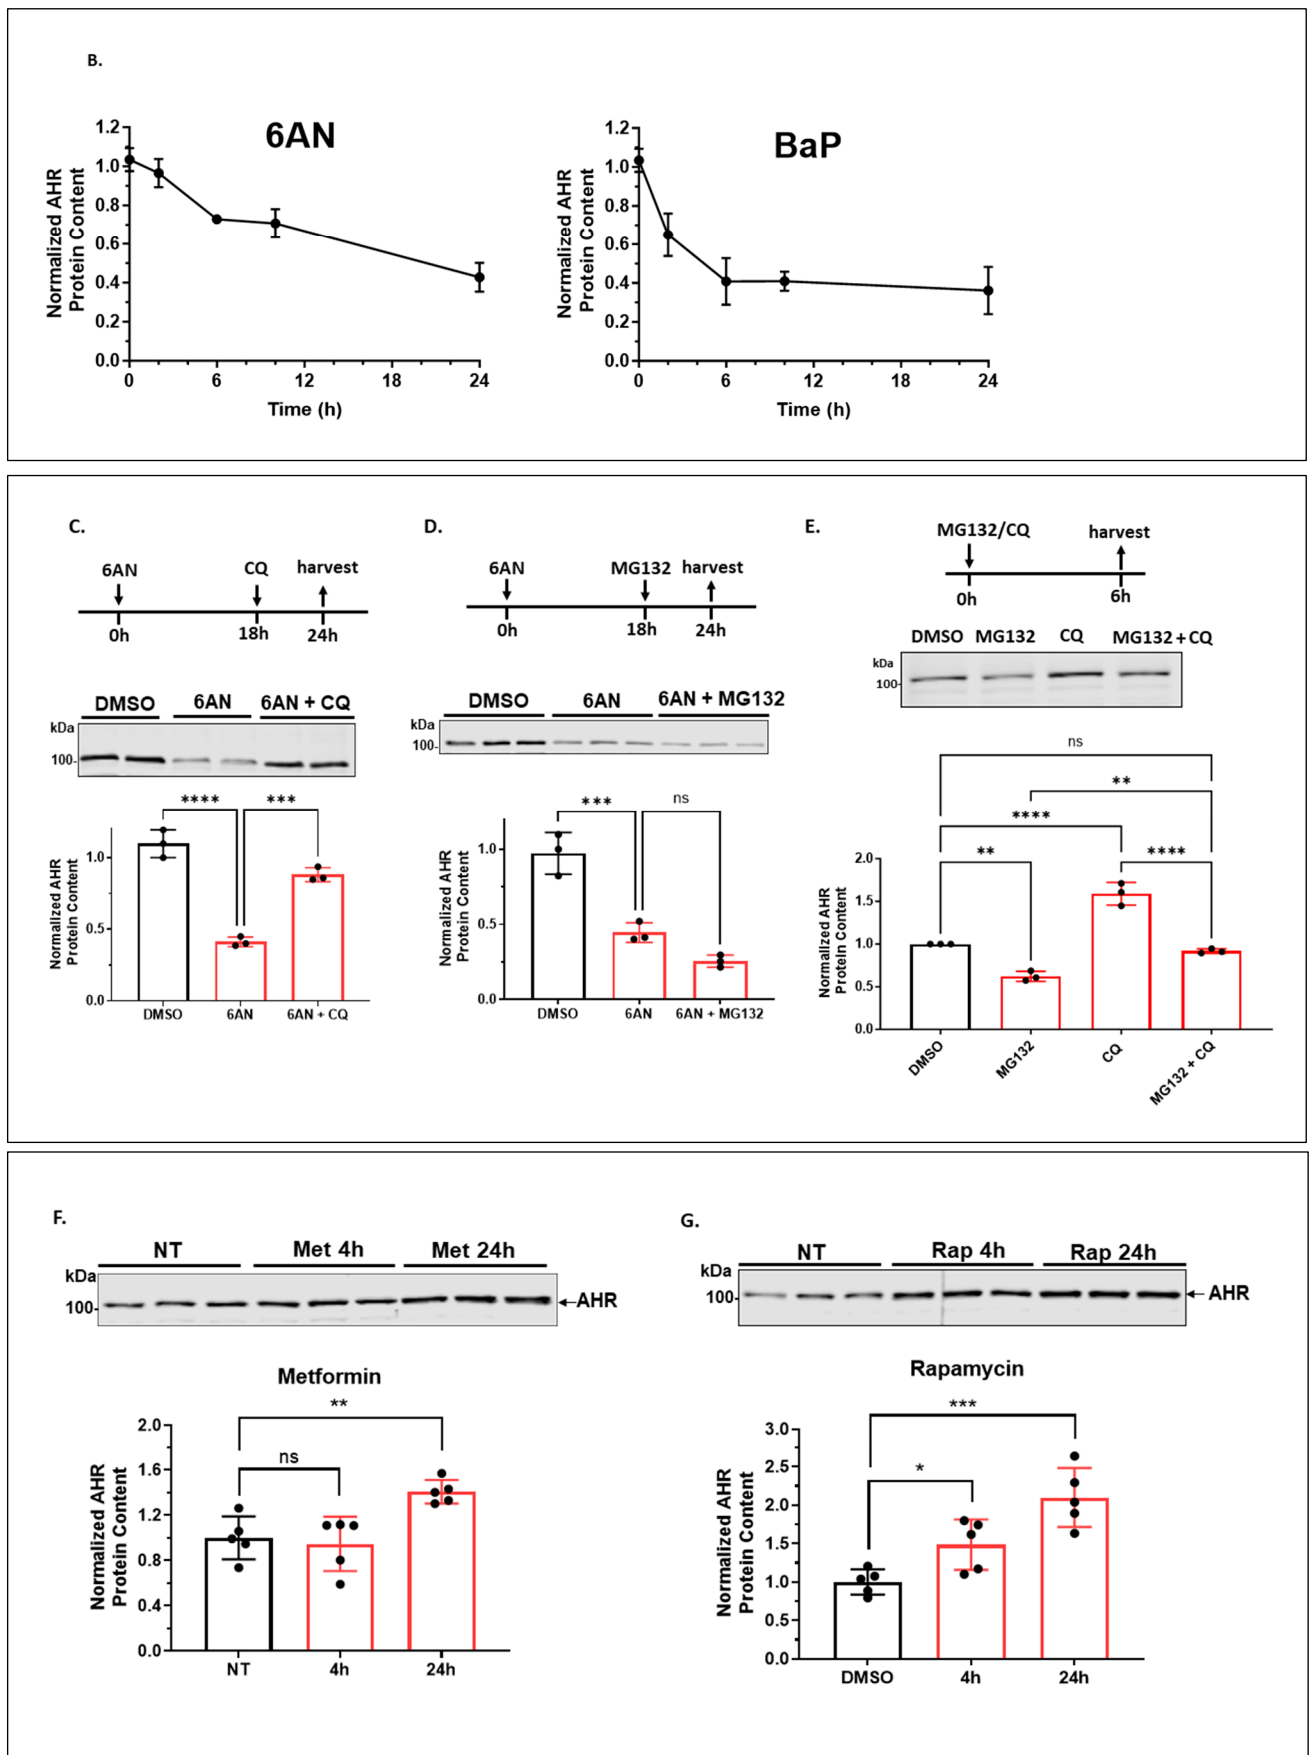 B.
6AN
Normalized AHR
Protein Content
1.2
1.0
0.8
0.6
0.4
0.2
0.0
0 6 12 18 24
Time (h)
BaP
Normalized AHR
Protein Content
1.2
1.0
0.8
0.6
0.4
0.2
0.0
0 6 12 18 24
Time (h)
C.
6AN CQ harvest
0h 18h 24h
DMSO 6AN 6AN + CQ
kDa
100-
**** ***
Normalized AHR
Protein Content
1.0
0.5
0.0
DMSO 6AN 6AN + CQ
D.
6AN MG132 harvest
0h 18h 24h
DMSO 6AN 6AN + MG132
kDa
100-
*** ns
Normalized AHR
Protein Content
1.0
0.5
0.0
DMSO 6AN 6AN + MG132
E.
MG132/CQ harvest
0h 6h
DMSO MG132 CQ MG132 + CQ
kDa
100-
ns
**
****
** ****
Normalized AHR
Protein Content
2.0
1.5
1.0
0.5
0.0
DMSO MG132 CQ MG132 + CQ
F.
NT Met 4h Met 24h
kDa
100-
←AHR
Metformin
**
ns
Normalized AHR
Protein Content
2.0
1.6
1.2
0.8
0.4
0.0
NT 4h 24h
G.
NT Rap 4h Rap 24h
kDa
100-
←AHR
Rapamycin
***
*
Normalized AHR
Protein Content
3.0
2.5
2.0
1.5
1.0
0.5
0.0
DMSO 4h 24h